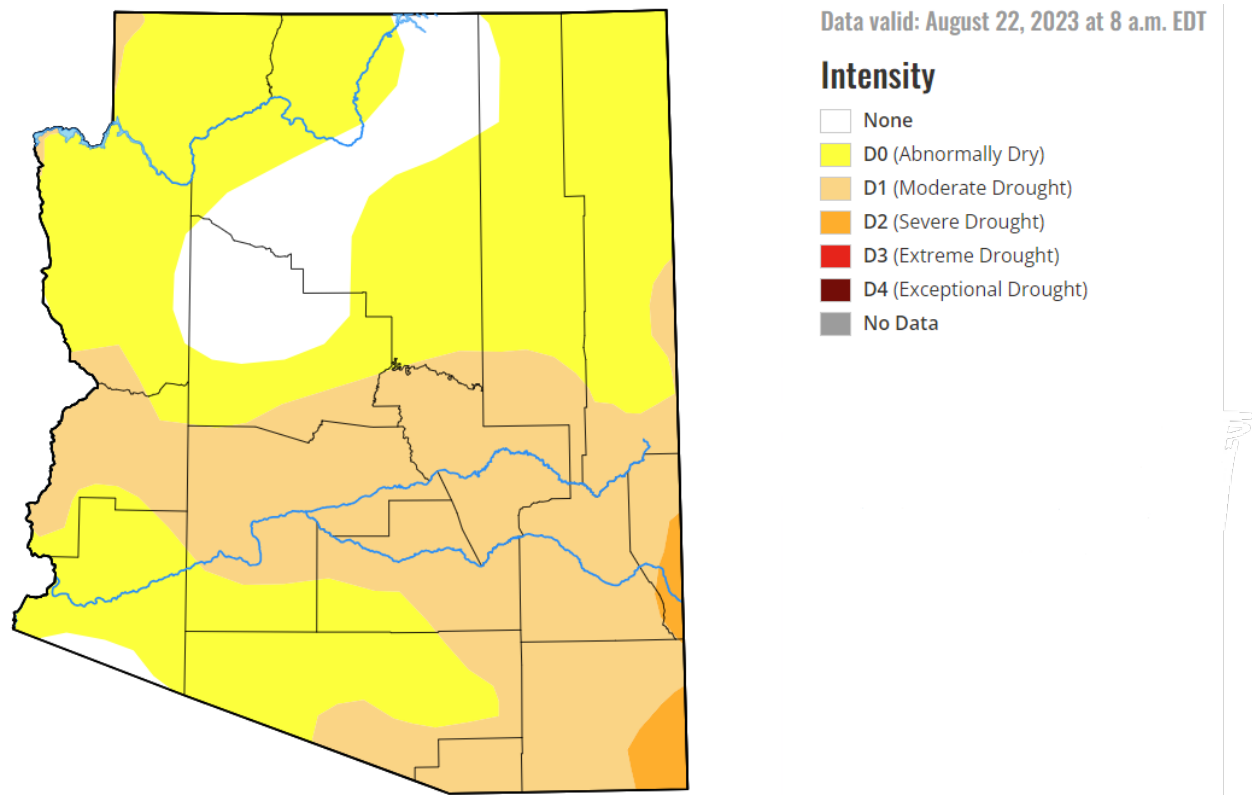 Data valid: August 22, 2023 at 8 a.m. EDT
Intensity
None
D0 (Abnormally Dry)
D1 (Moderate Drought)
D2 (Severe Drought)
D3 (Extreme Drought)
D4 (Exceptional Drought)
No Data